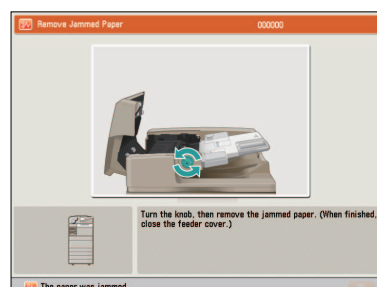 Remove Jammed Paper 000000
Turn the knob, then remove the jammed paper. (When finished,
close the feeder cover.)
The paper was jammed